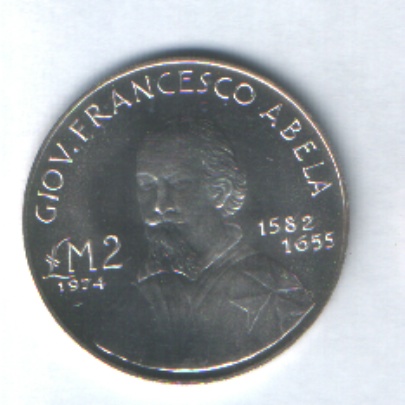 GIOV. FRANCESCO ABELA
1582
1655
£M2
1974